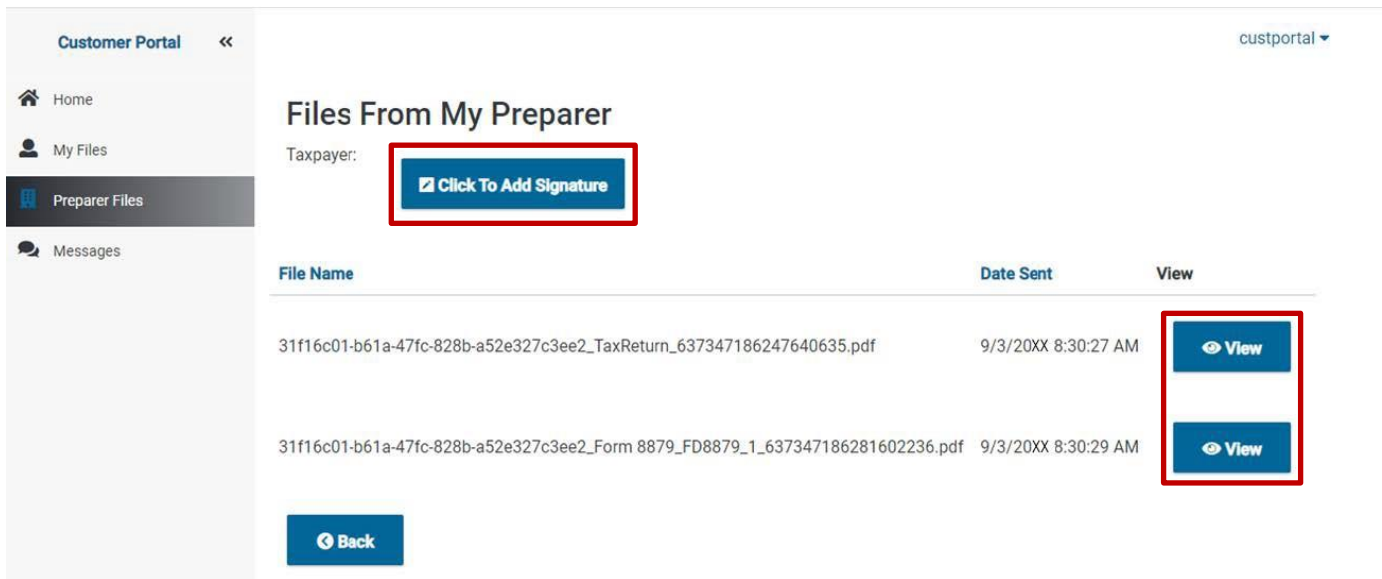 Customer Portal
custportal
Home
My Files
Preparer Files
Messages
Files From My Preparer
Taxpayer:
Click To Add Signature
File Name Date Sent View
31f16c01-b61a-47fc-828b-a52e327c3ee2_TaxReturn_637347186247640635.pdf 9/3/20XX 8:30:27 AM View
31f16c01-b61a-47fc-828b-a52e327c3ee2_Form 8879_FD8879_1_637347186281602236.pdf 9/3/20XX 8:30:29 AM View
Back